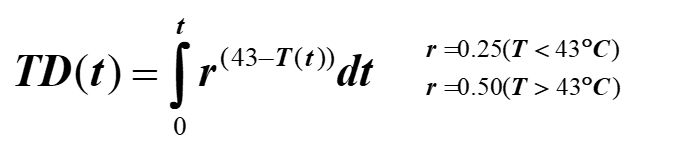 TD(t) = ∫₀ᵗ r^(43–T(t)) dt
r =0.25(T < 43°C)
r =0.50(T > 43°C)